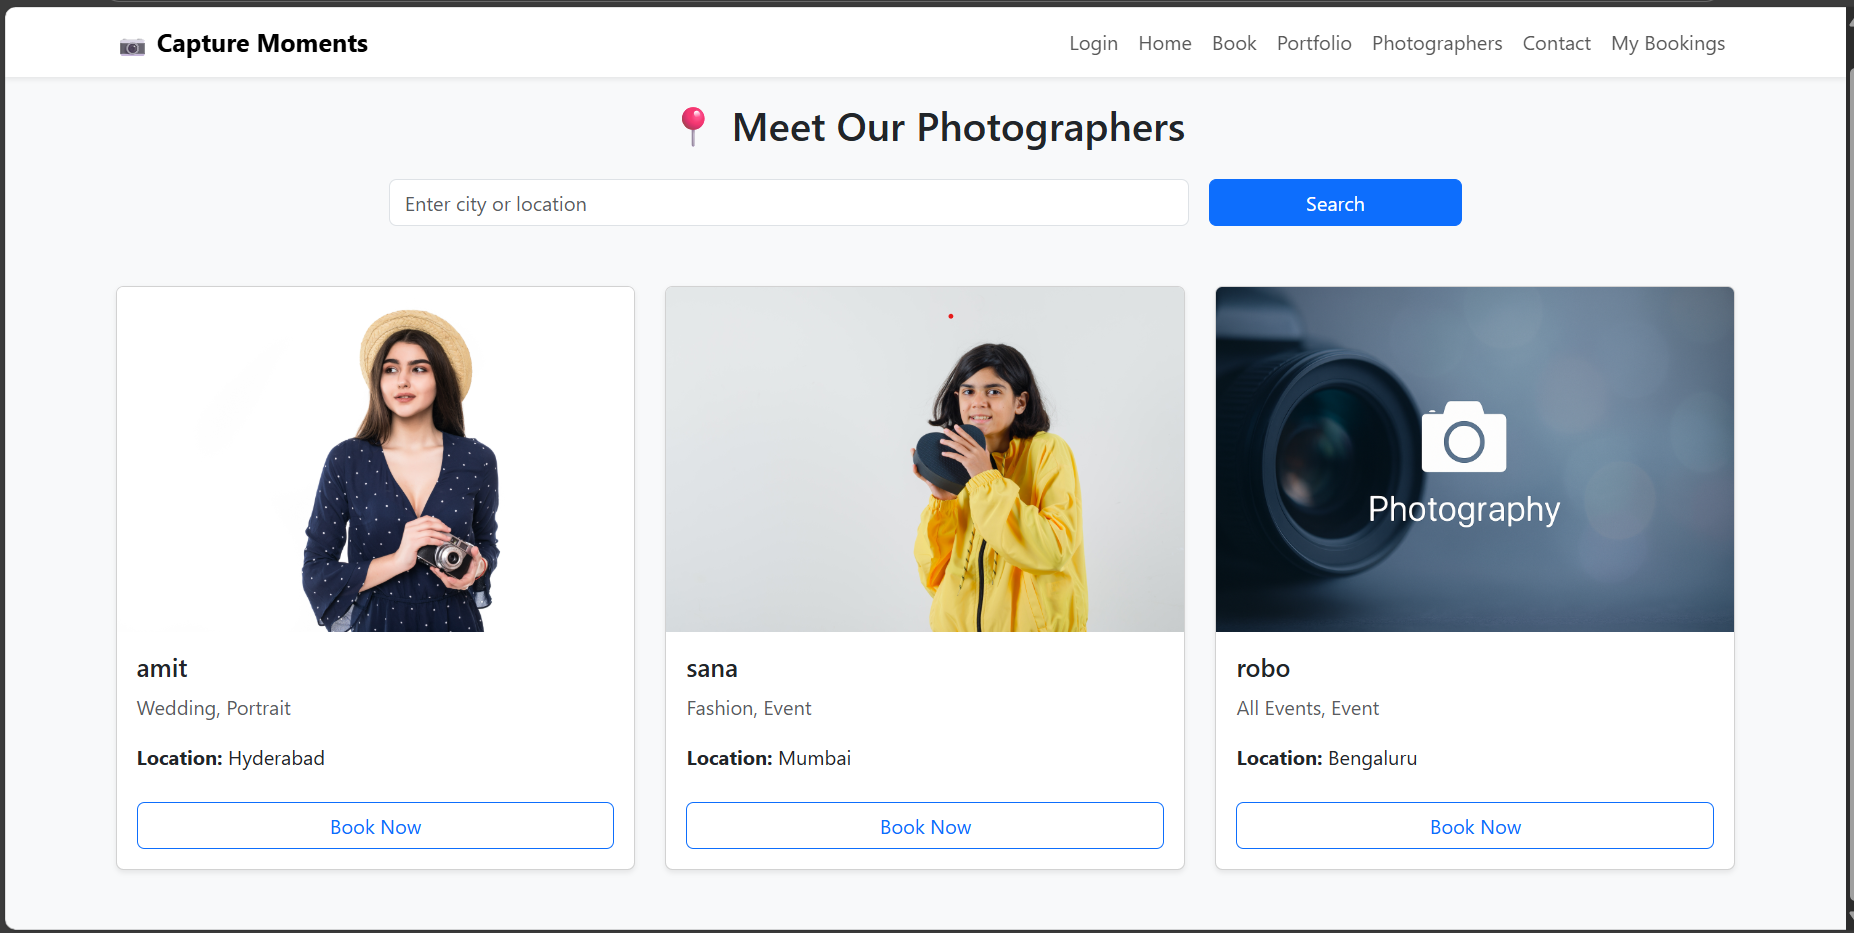 Capture Moments
Login Home Book Portfolio Photographers Contact My Bookings
Meet Our Photographers
Enter city or location
Search
Photography
amit
Wedding, Portrait
Location: Hyderabad
Book Now
sana
Fashion, Event
Location: Mumbai
Book Now
robo
All Events, Event
Location: Bengaluru
Book Now